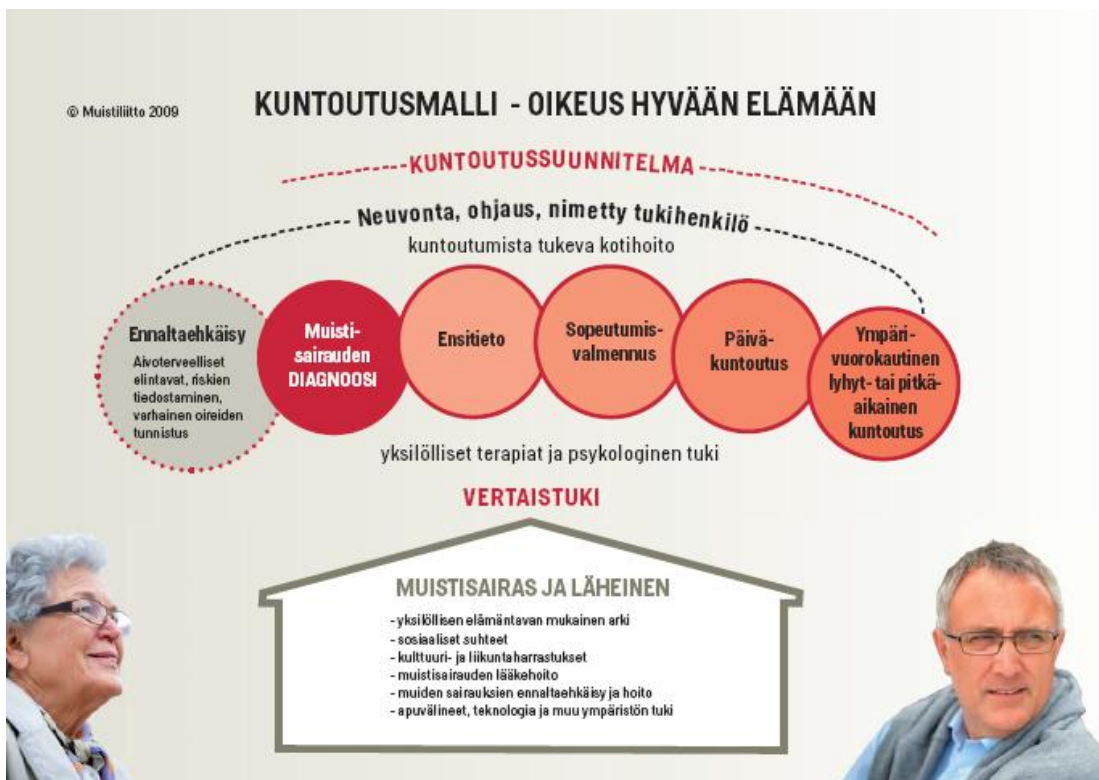 © Muistiliitto 2009
KUNTOUTUSMALLI - OIKEUS HYVÄÄN ELÄMÄÄN
KUNTOUTUSSUUNNITELMA
Neuvonta, ohjaus, nimetty tukihenkilö
kuntoutumista tukeva kotihoito
Ennaltaehkäisy
Aivoterveelliset
elintavat, riskien
tiedostaminen,
varhainen oireiden
tunnistus
Muisti-
sairauden
DIAGNOOSI
Ensitieto
Sopeutumis-
valmennus
Päivä-
kuntoutus
Ympäri-
vuorokautinen
lyhyt- tai pitkä-
aikainen
kuntoutus
yksilölliset terapiat ja psykologinen tuki
VERTAISTUKI
MUISTISAIRAS JA LÄHEINEN
- yksilöllisen elämäntavan mukainen arki
- sosiaaliset suhteet
- kulttuuri- ja liikuntaharrastukset
- muistisairauden lääkehoito
- muiden sairauksien ennaltaehkäisy ja hoito
- apuvälineet, teknologia ja muu ympäristön tuki